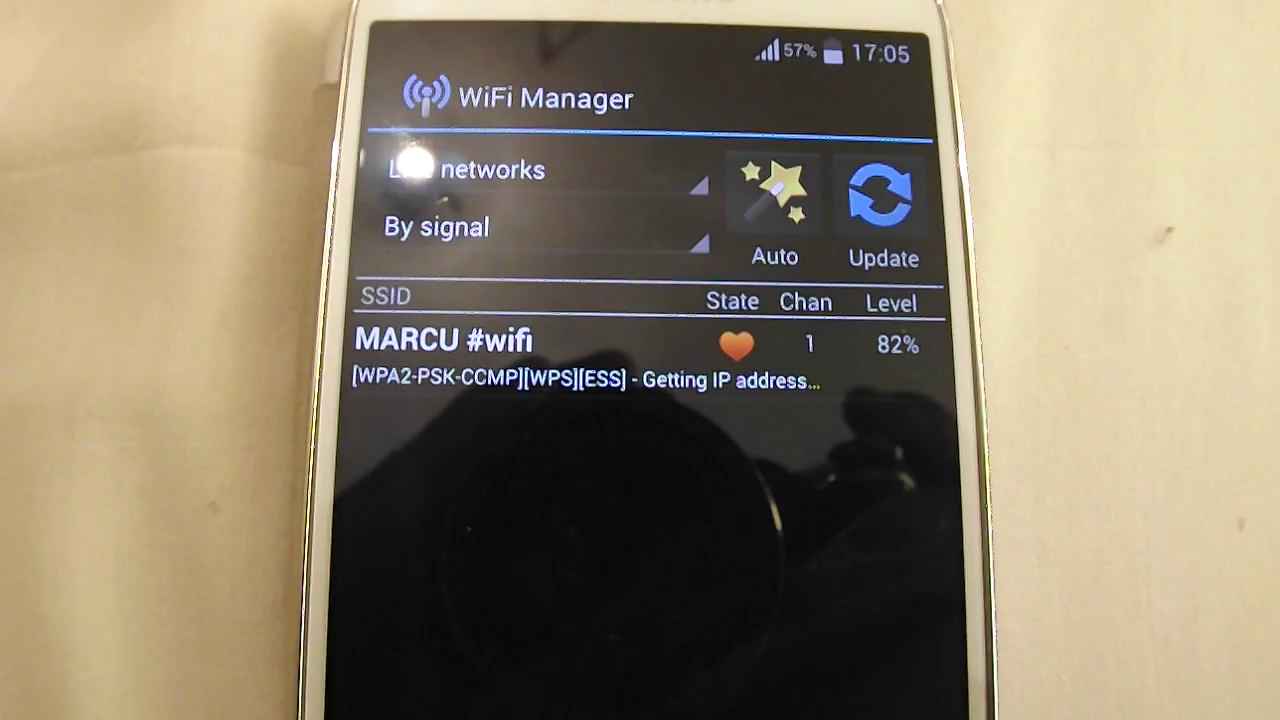 57% 17:05
WiFi Manager
networks
By signal
Auto Update
SSID State Chan Level
MARCU #wifi 1 82%
[WPA2-PSK-CCMP][WPS][ESS] - Getting IP address...